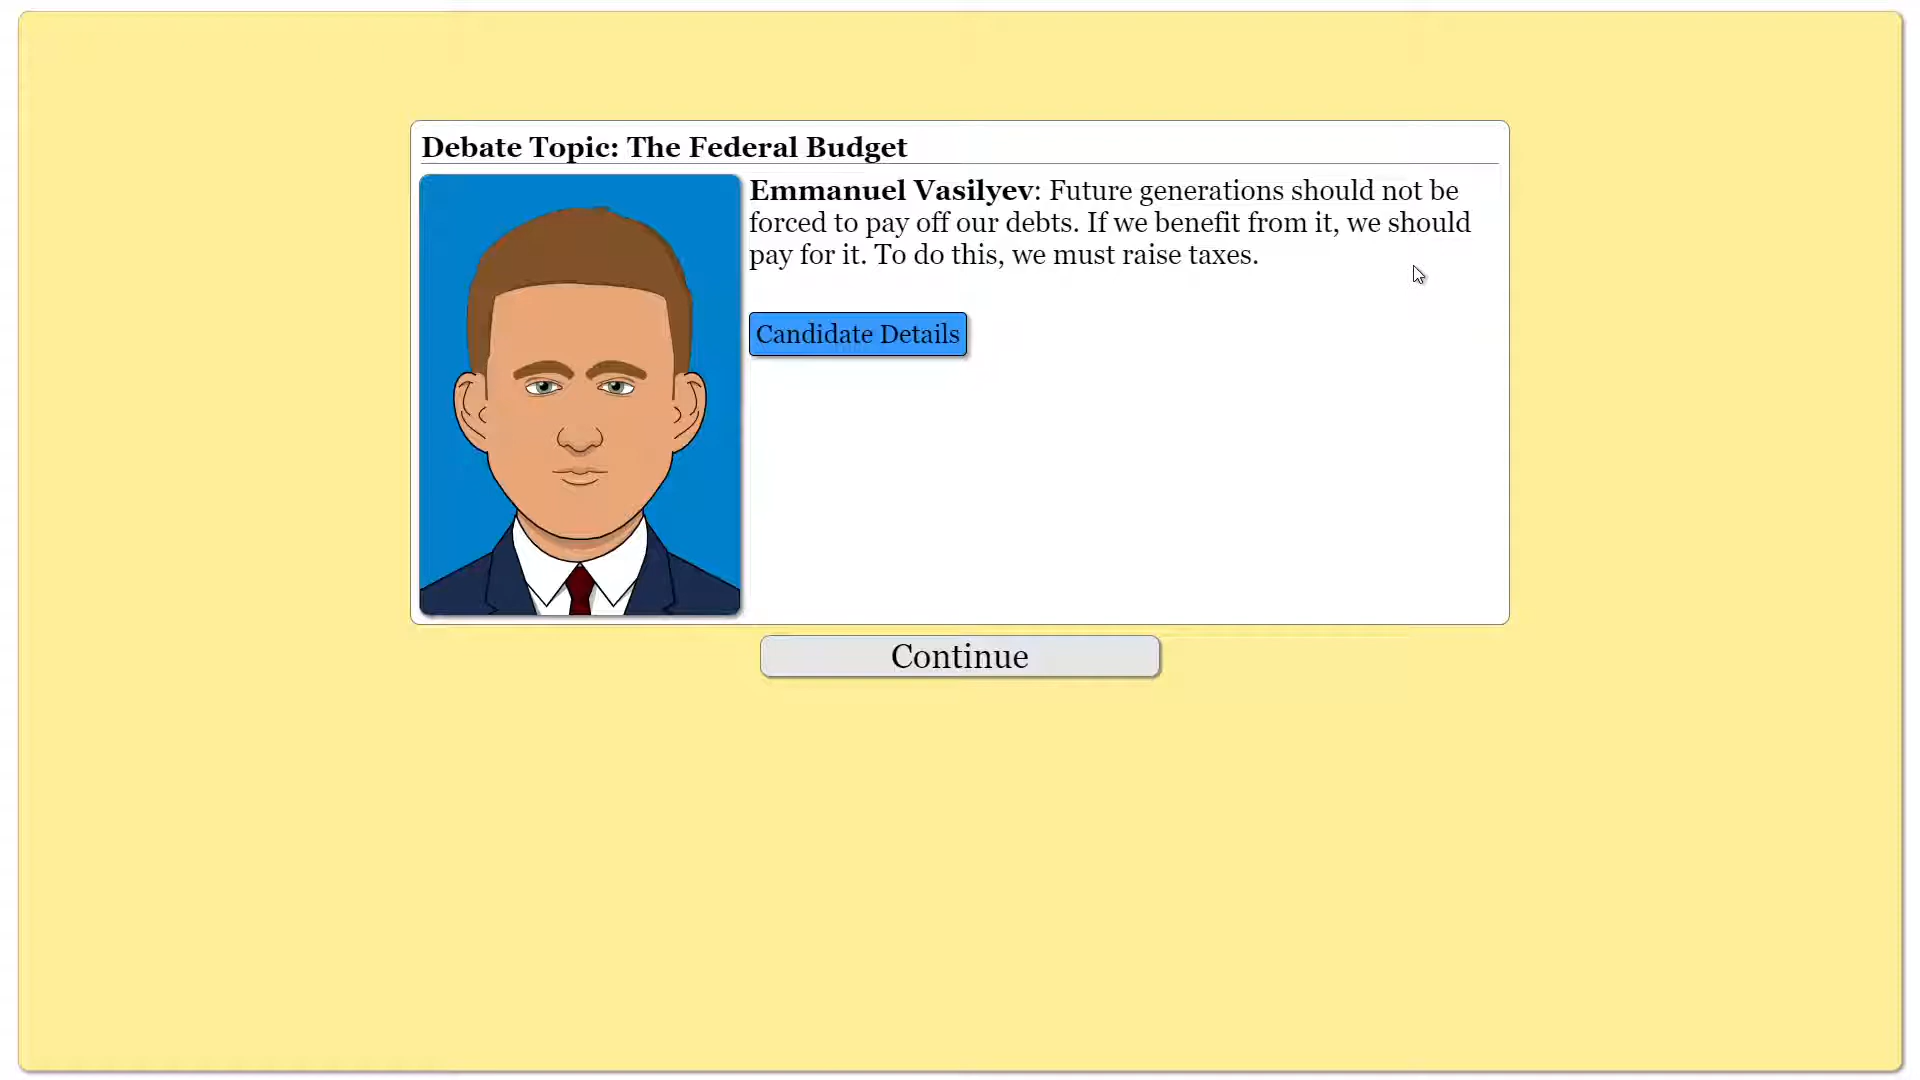 Debate Topic: The Federal Budget
Emmanuel Vasilyev: Future generations should not be
forced to pay off our debts. If we benefit from it, we should
pay for it. To do this, we must raise taxes.
Candidate Details
Continue